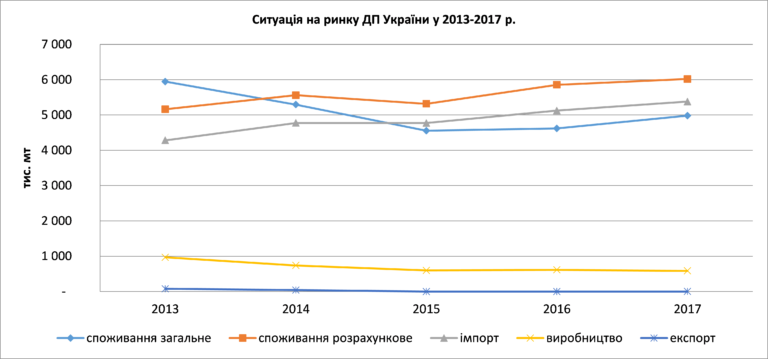 Ситуація на ринку ДП України у 2013-2017 р.
тис. мт
7 000
6 000
5 000
4 000
3 000
2 000
1 000
-
2013 2014 2015 2016 2017
споживання загальне споживання розрахункове імпорт виробництво експорт